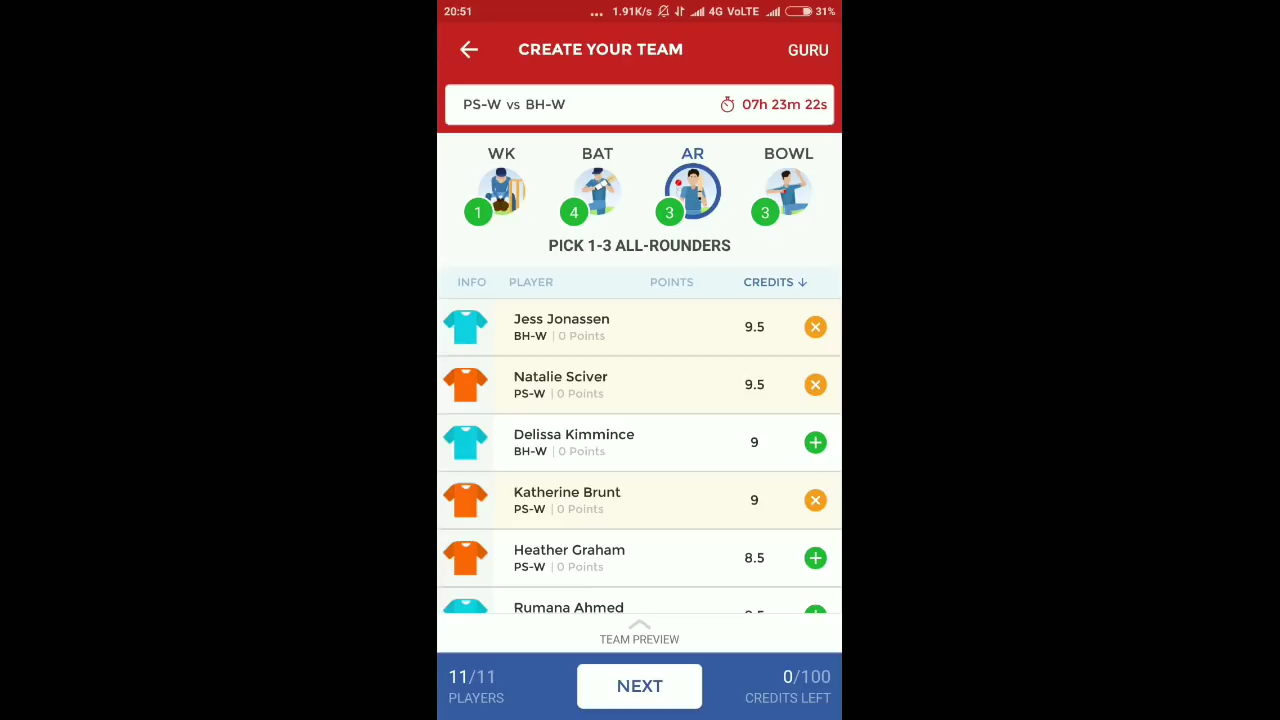 20:51 ... 1.91K/s 4G VoLTE 31%
CREATE YOUR TEAM GURU
PS-W vs BH-W 07h 23m 22s
WK BAT AR BOWL
1 4 3 3
PICK 1-3 ALL-ROUNDERS
INFO PLAYER POINTS CREDITS
Jess Jonassen 9.5
BH-W | 0 Points
Natalie Sciver 9.5
PS-W | 0 Points
Delissa Kimmince 9
BH-W | 0 Points
Katherine Brunt 9
PS-W | 0 Points
Heather Graham 8.5
PS-W | 0 Points
Rumana Ahmed
TEAM PREVIEW
11/11 NEXT 0/100
PLAYERS CREDITS LEFT